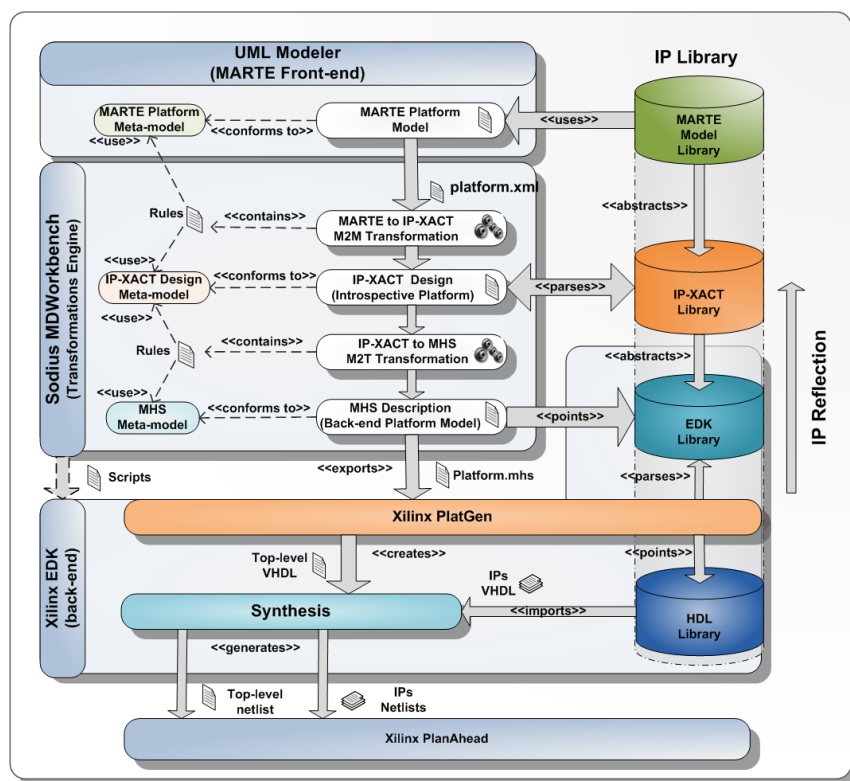 UML Modeler
(MARTE Front-end)
IP Library
MARTE Platform
Meta-model
<<conforms to>>
MARTE Platform
Model
<<uses>>
MARTE
Model
Library
<<use>>
platform.xml
Sodius MDWorkbench
(Transformations Engine)
Rules
<<contains>>
MARTE to IP-XACT
M2M Transformation
<<abstracts>>
<<use>>
IP-XACT Design
Meta-model
<<conforms to>>
IP-XACT Design
(Introspective Platform)
<<parses>>
IP-XACT
Library
<<use>>
Rules
<<contains>>
IP-XACT to MHS
M2T Transformation
<<abstracts>>
IP Reflection
<<use>>
MHS
Meta-model
<<conforms to>>
MHS Description
(Back-end Platform Model)
<<points>>
EDK
Library
Scripts
<<exports>>
Platform.mhs
<<parses>>
Xilinx EDK
(back-end)
Xilinx PlatGen
Top-level
VHDL
<<creates>>
<<points>>
IPs
VHDL
Synthesis
<<imports>>
HDL
Library
<<generates>>
Top-level
netlist
IPs
Netlists
Xilinx PlanAhead